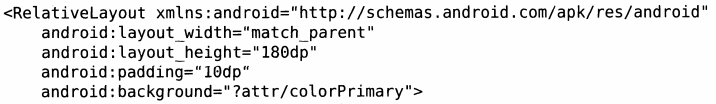 <RelativeLayout xmlns:android="http://schemas.android.com/apk/res/android"
    android:layout_width="match_parent"
    android:layout_height="180dp"
    android:padding="10dp“
    android:background="?attr/colorPrimary">